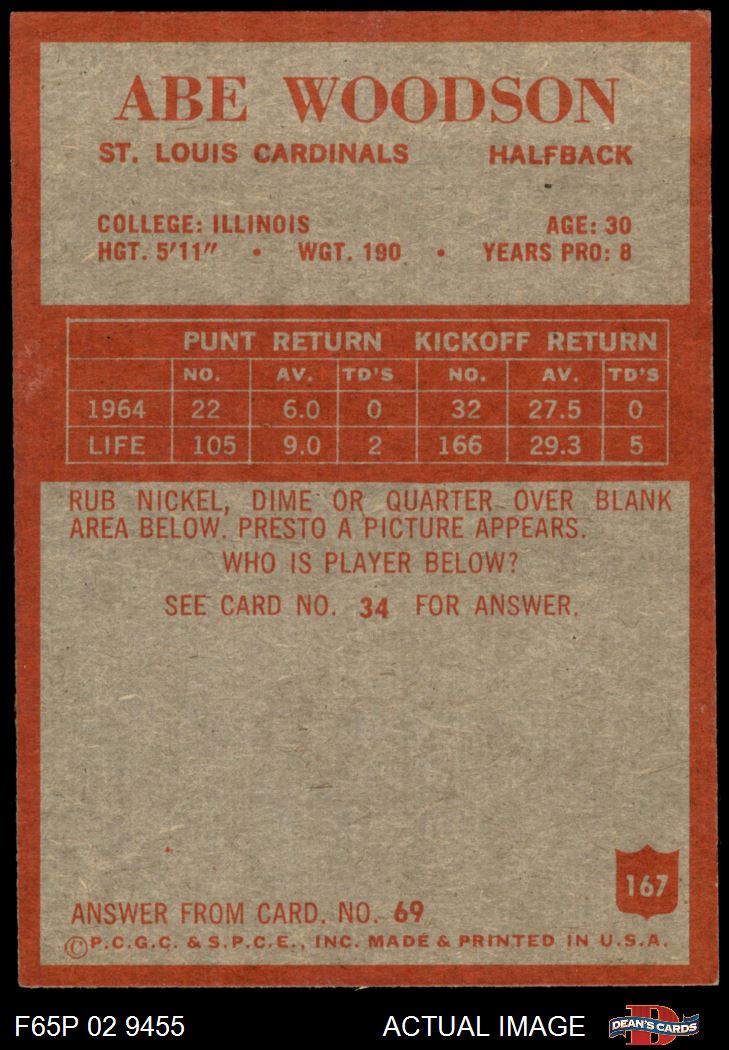 ABE WOODSON
ST. LOUIS CARDINALS HALFBACK
COLLEGE: ILLINOIS AGE: 30
HGT. 5'11" • WGT. 190 • YEARS PRO: 8
PUNT RETURN KICKOFF RETURN
NO. AV. TD'S NO. AV. TD'S
1964 22 6.0 0 32 27.5 0
LIFE 105 9.0 2 166 29.3 5
RUB NICKEL, DIME OR QUARTER OVER BLANK
AREA BELOW. PRESTO A PICTURE APPEARS.
WHO IS PLAYER BELOW?
SEE CARD NO. 34 FOR ANSWER.
167
ANSWER FROM CARD. NO. 69
©P.C.G.C. & S.P.C.E., INC. MADE & PRINTED IN U.S.A.
F65P 02 9455 ACTUAL IMAGE D DEAN'S CARDS